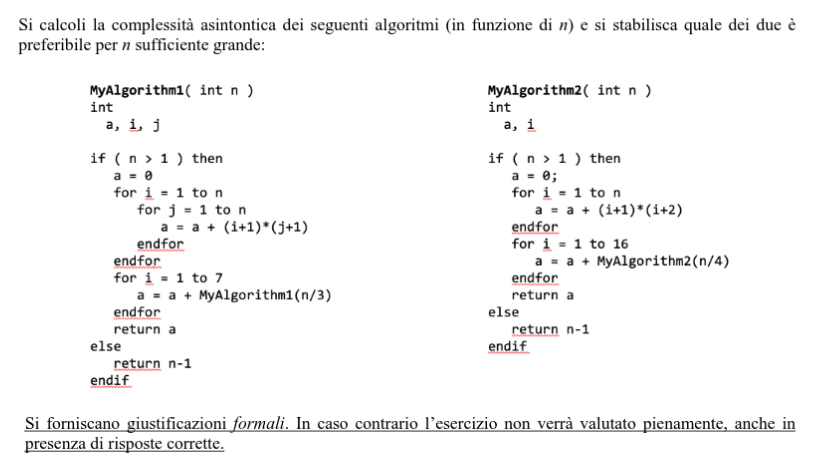 Si calcoli la complessità asintontica dei seguenti algoritmi (in funzione di n) e si stabilisca quale dei due è
preferibile per n sufficiente grande:
MyAlgorithm1( int n )
int
a, i, j
if ( n > 1 ) then
a = 0
for i = 1 to n
for j = 1 to n
a = a + (i+1)*(j+1)
endfor
endfor
for i = 1 to 7
a = a + MyAlgorithm1(n/3)
endfor
return a
else
return n-1
endif
MyAlgorithm2( int n )
int
a, i
if ( n > 1 ) then
a = 0;
for i = 1 to n
a = a + (i+1)*(i+2)
endfor
for i = 1 to 16
a = a + MyAlgorithm2(n/4)
endfor
return a
else
return n-1
endif
Si forniscano giustificazioni formali. In caso contrario l'esercizio non verrà valutato pienamente, anche in
presenza di risposte corrette.